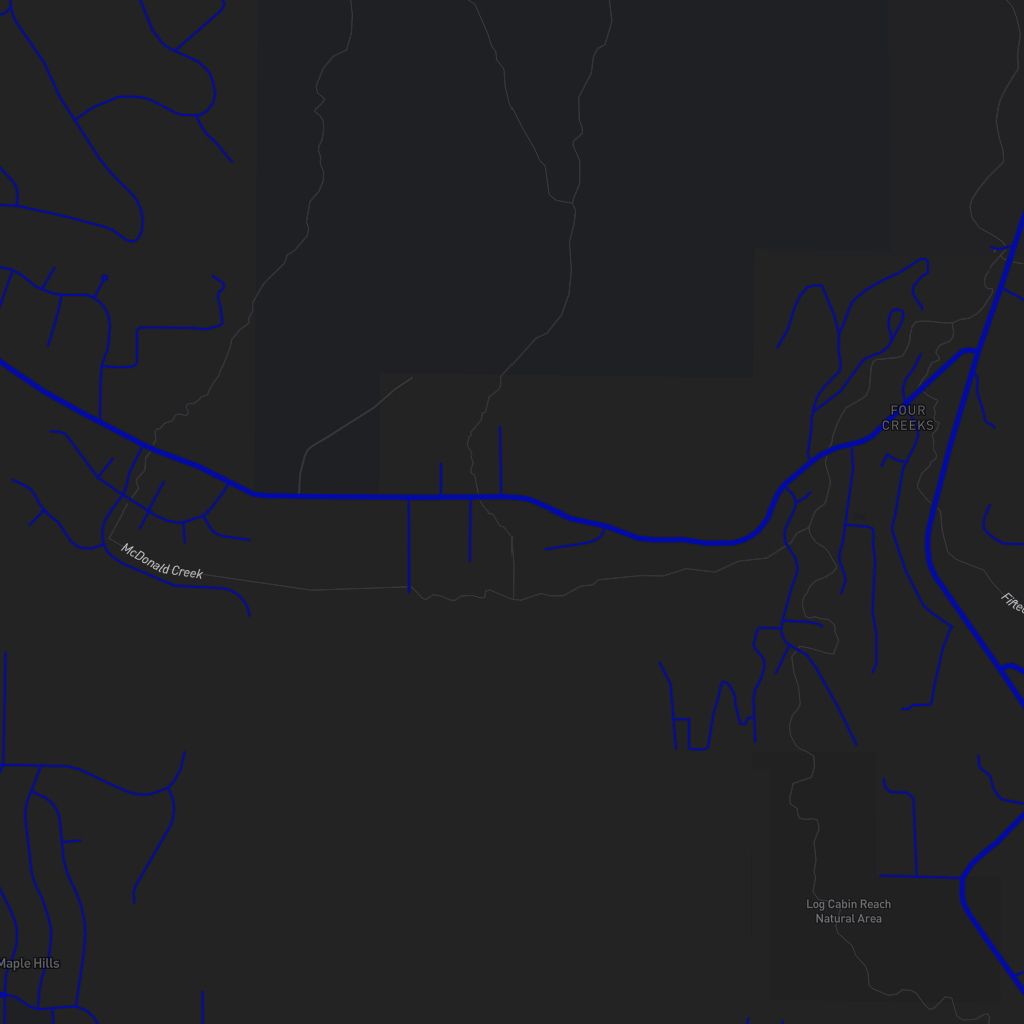 FOUR
CREEKS
McDonald Creek
Log Cabin Reach
Natural Area
Maple Hills